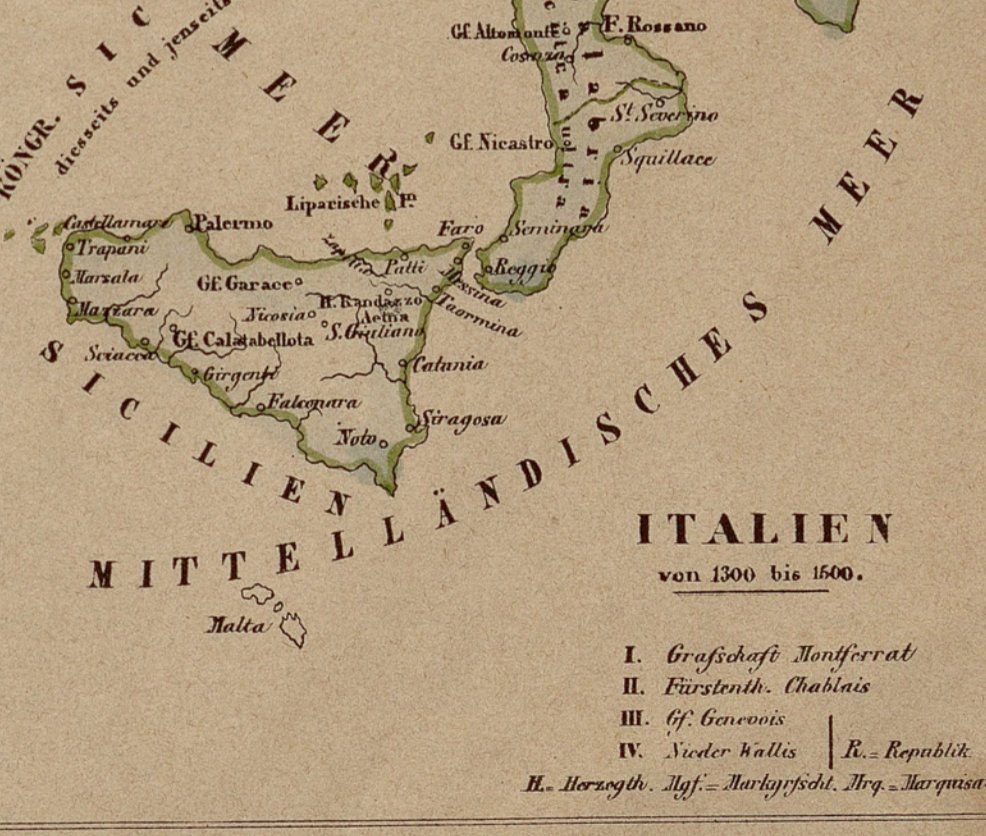 KÖNGR. SIC
diesseits und jenseits
MEER
Gf. Altomonte
F. Rossano
Cosenza
St. Severino
Gf. Nicastro
Squillace
MEER
Liparische In
Castellamare
Palermo
Faro
Seminara
Trapani
Patti
Reggio
Marsala
Gf. Garace
Messina
H. Randazzo
Mazzara
Nicosia
Aetna
Taormina
S. Giuliano
Gf. Calatabellota
Sciacca
Girgenti
Catania
Falconara
Siragosa
Noto
SICILIEN
MITTELLÄNDISCHES
Malta
ITALIEN
von 1300 bis 1500.
I. Grafschaft Montferrat
II. Fürstenth. Chablais
III. Gf. Genevois
IV. Nieder Wallis R. = Republik
H. = Herzogth. Mgf. = Markgrfscht. Mrq. = Marquisa